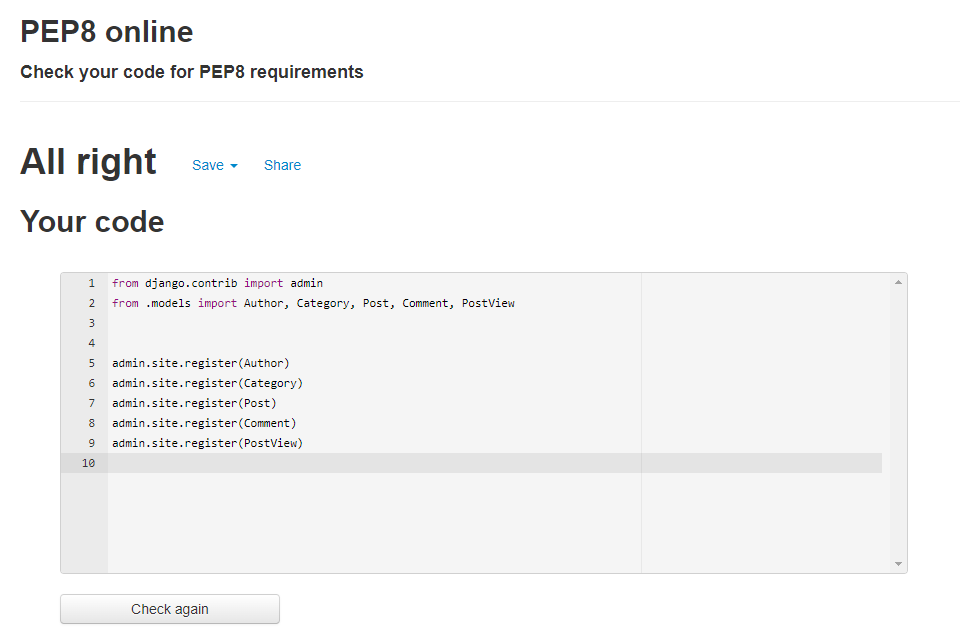 PEP8 online
Check your code for PEP8 requirements
All right Save Share
Your code
1 from django.contrib import admin
2 from .models import Author, Category, Post, Comment, PostView
3
4
5 admin.site.register(Author)
6 admin.site.register(Category)
7 admin.site.register(Post)
8 admin.site.register(Comment)
9 admin.site.register(PostView)
10
Check again